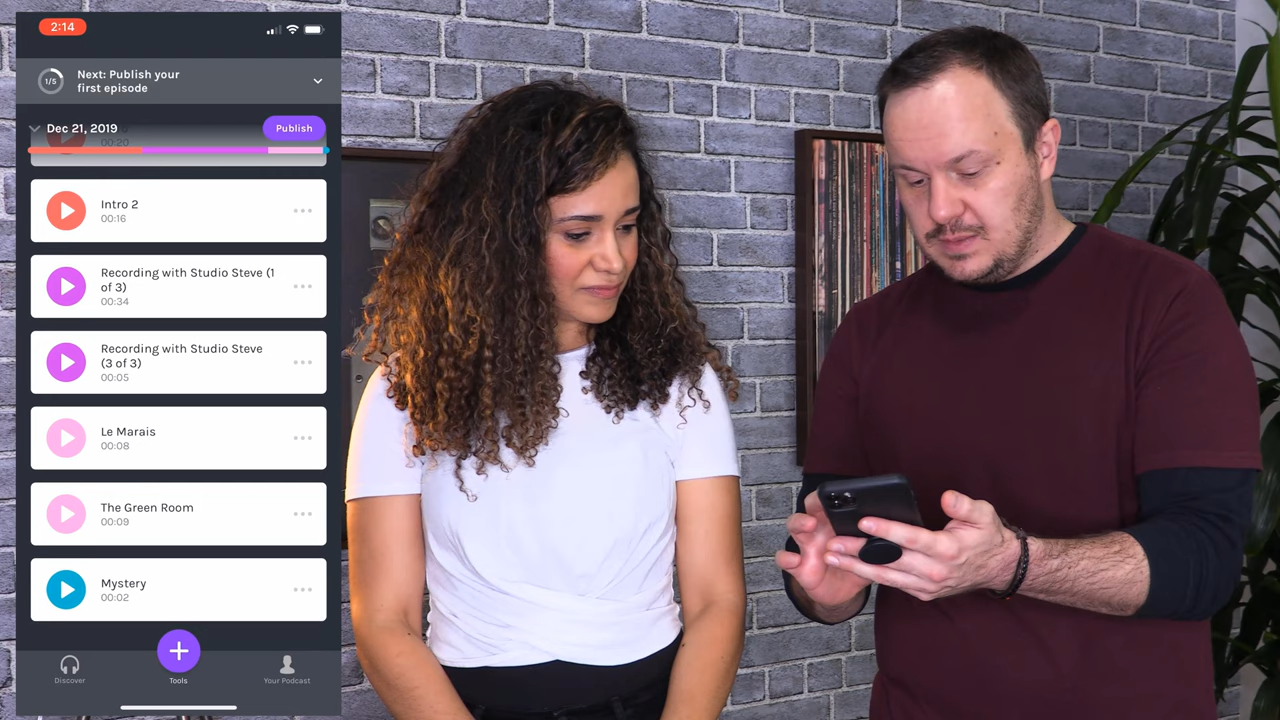 2:14
1/5
Next: Publish your
first episode
Dec 21, 2019
Publish
00:20
Intro 2
00:16
Recording with Studio Steve (1
of 3)
00:34
Recording with Studio Steve
(3 of 3)
00:05
Le Marais
00:08
The Green Room
00:09
Mystery
00:02
Discover
Tools
Your Podcast